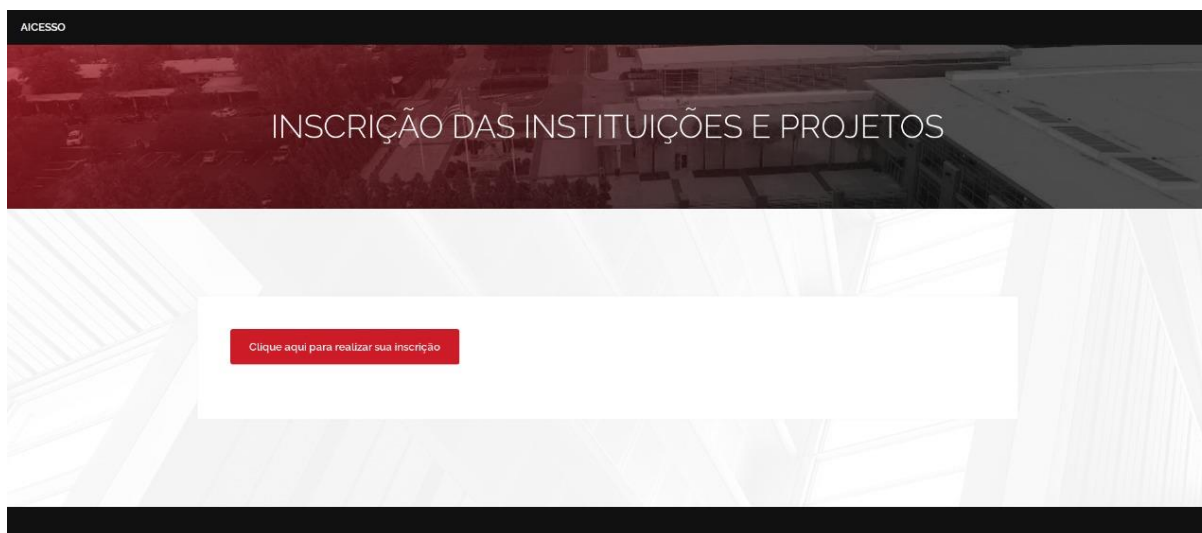 AICESSO
INSCRIÇÃO DAS INSTITUIÇÕES E PROJETOS
Clique aqui para realizar sua inscrição